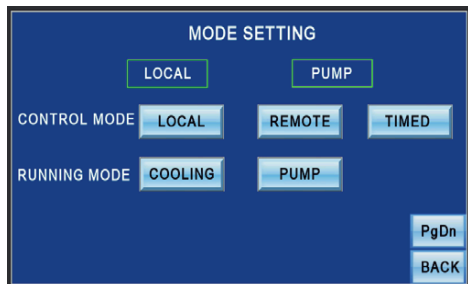 MODE SETTING
LOCAL PUMP
CONTROL MODE LOCAL REMOTE TIMED
RUNNING MODE COOLING PUMP
PgDn
BACK